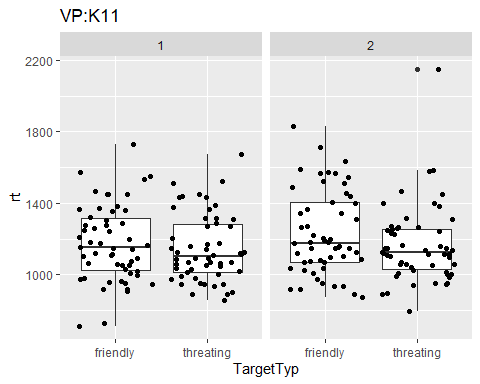 VP:K11
1 2
2200
1800
1400
1000
rt
friendly threating friendly threating
TargetTyp